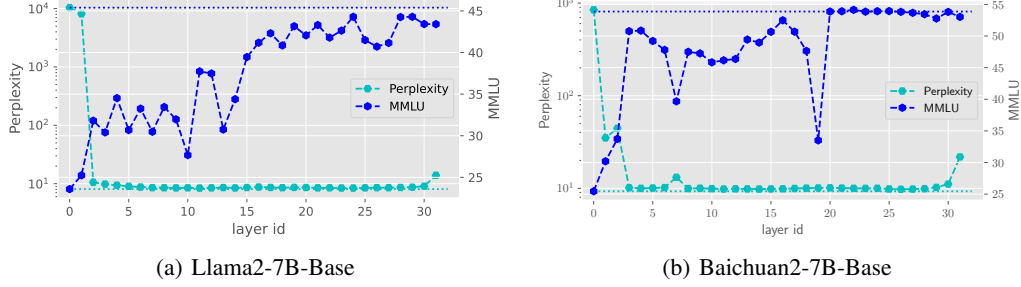 10⁴
10³
10²
10¹
Perplexity
45
40
35
30
25
MMLU
Perplexity
MMLU
0 5 10 15 20 25 30
layer id
(a) Llama2-7B-Base
10³
10²
10¹
Perplexity
55
50
45
40
35
30
25
MMLU
Perplexity
MMLU
0 5 10 15 20 25 30
layer id
(b) Baichuan2-7B-Base